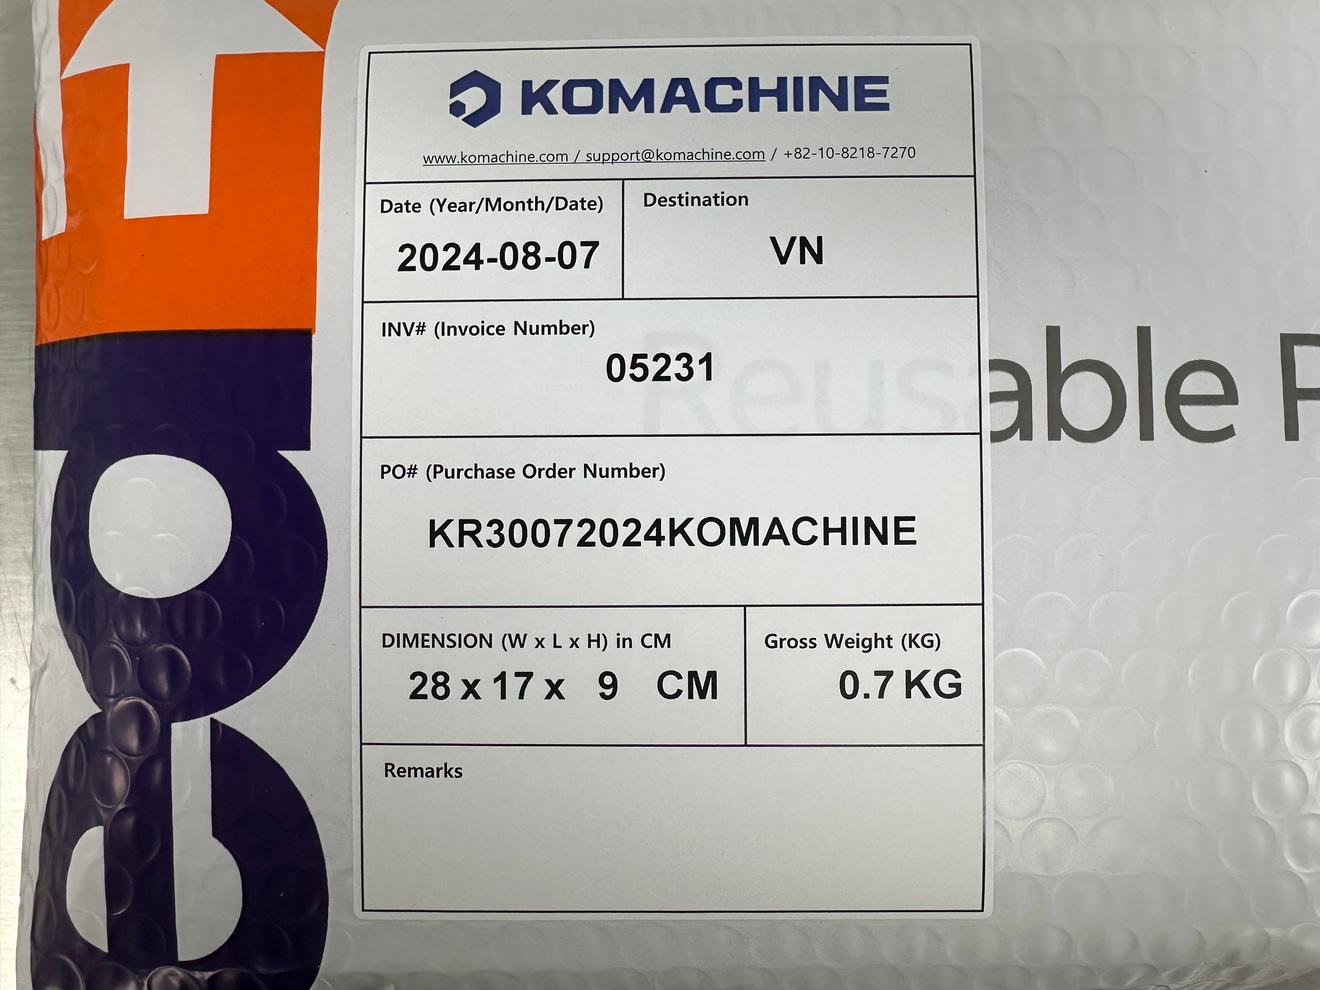 KOMACHINE
www.komachine.com / support@komachine.com / +82-10-8218-7270
Date (Year/Month/Date)
2024-08-07
Destination
VN
INV# (Invoice Number)
05231
Reusable P
PO# (Purchase Order Number)
KR30072024KOMACHINE
DIMENSION (W x L x H) in CM
28 x 17 x 9 CM
Gross Weight (KG)
0.7 KG
Remarks